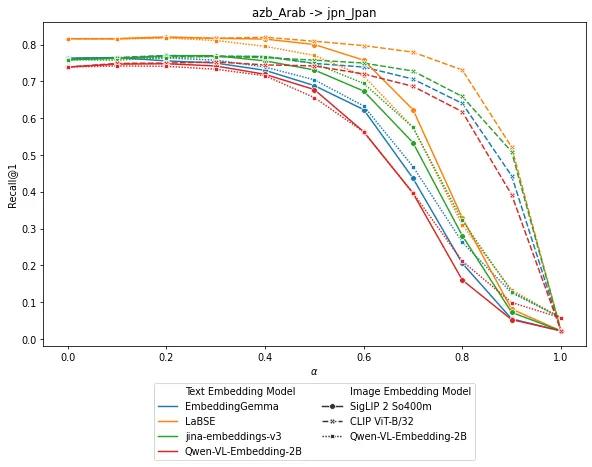 azb_Arab -> jpn_Jpan
Recall@1
0.8
0.7
0.6
0.5
0.4
0.3
0.2
0.1
0.0
0.0 0.2 0.4 0.6 0.8 1.0
α
Text Embedding Model Image Embedding Model
EmbeddingGemma SigLIP 2 So400m
LaBSE CLIP ViT-B/32
jina-embeddings-v3 Qwen-VL-Embedding-2B
Qwen-VL-Embedding-2B